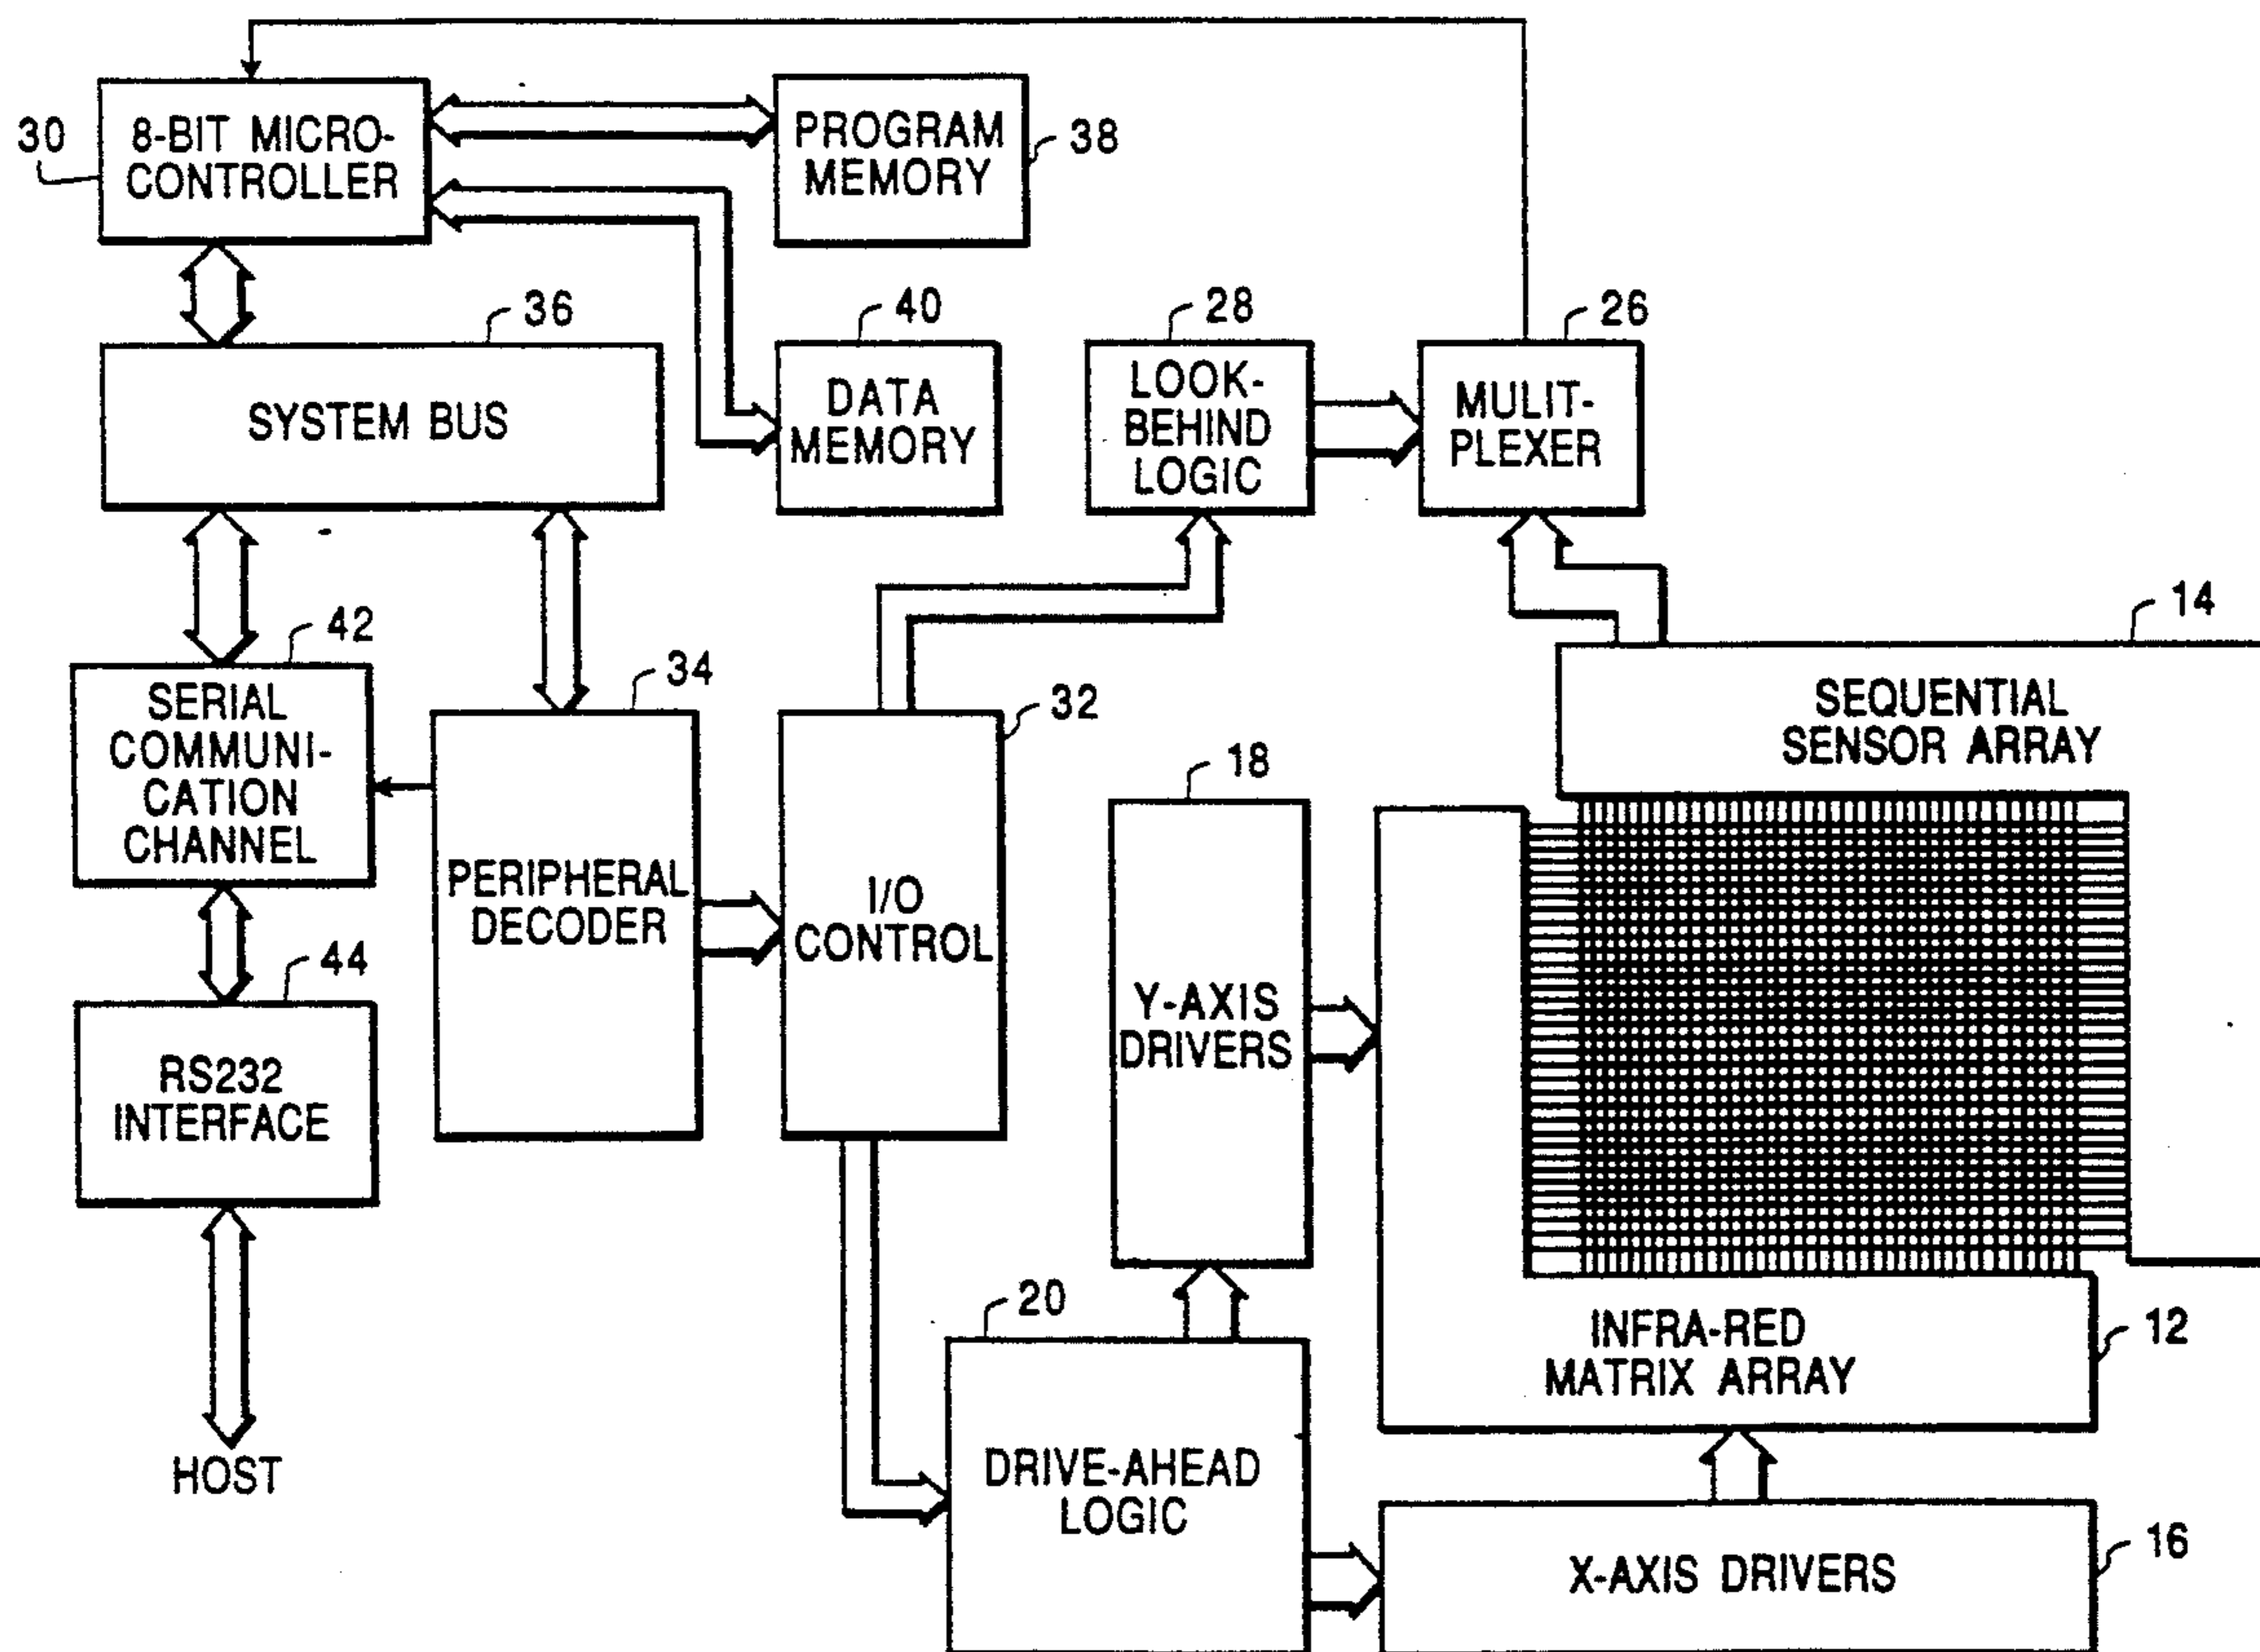 30
8-BIT MICRO-
CONTROLLER
PROGRAM
MEMORY
38
36
SYSTEM BUS
40
DATA
MEMORY
28
LOOK-
BEHIND
LOGIC
26
MULIT-
PLEXER
42
SERIAL
COMMUNI-
CATION
CHANNEL
34
PERIPHERAL
DECODER
32
I/O
CONTROL
14
SEQUENTIAL
SENSOR ARRAY
18
Y-AXIS
DRIVERS
44
RS232
INTERFACE
HOST
20
DRIVE-AHEAD
LOGIC
INFRA-RED
MATRIX ARRAY
12
X-AXIS DRIVERS
16